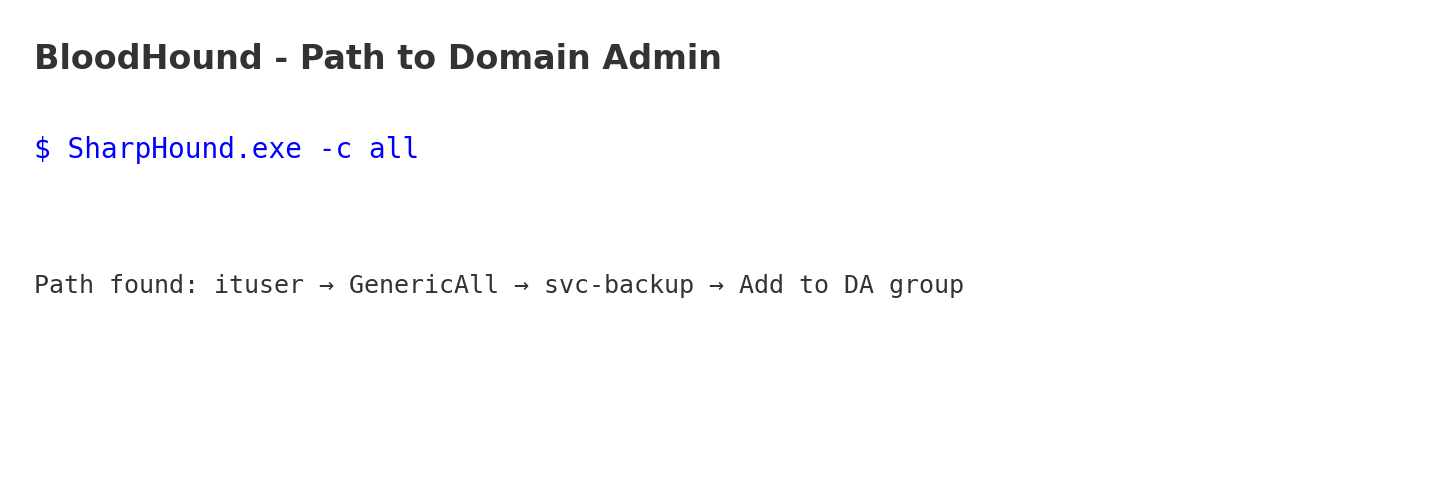 BloodHound - Path to Domain Admin
$ SharpHound.exe -c all
Path found: ituser → GenericAll → svc-backup → Add to DA group